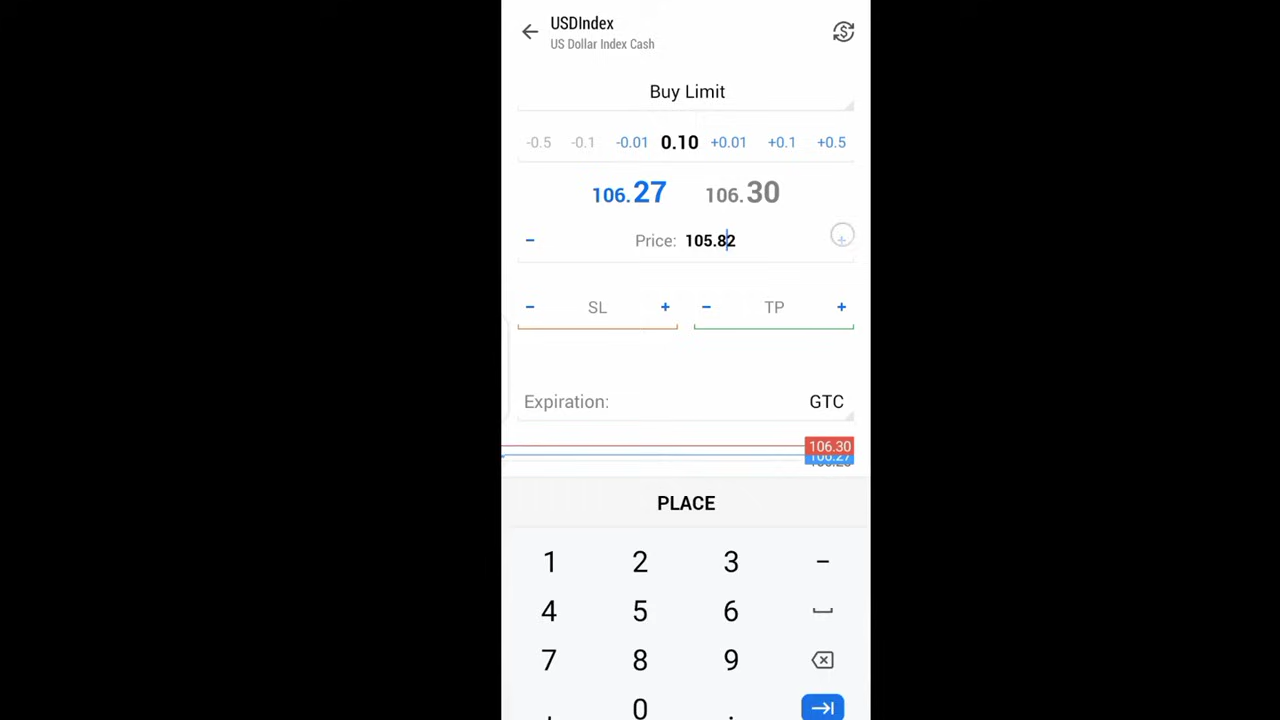 USDIndex
US Dollar Index Cash
Buy Limit
-0.5 -0.1 -0.01 0.10 +0.01 +0.1 +0.5
106.27 106.30
- Price: 105.82 +
- SL + - TP +
Expiration: GTC
106.30
106.27
PLACE
1 2 3 -
4 5 6
7 8 9
, 0 .